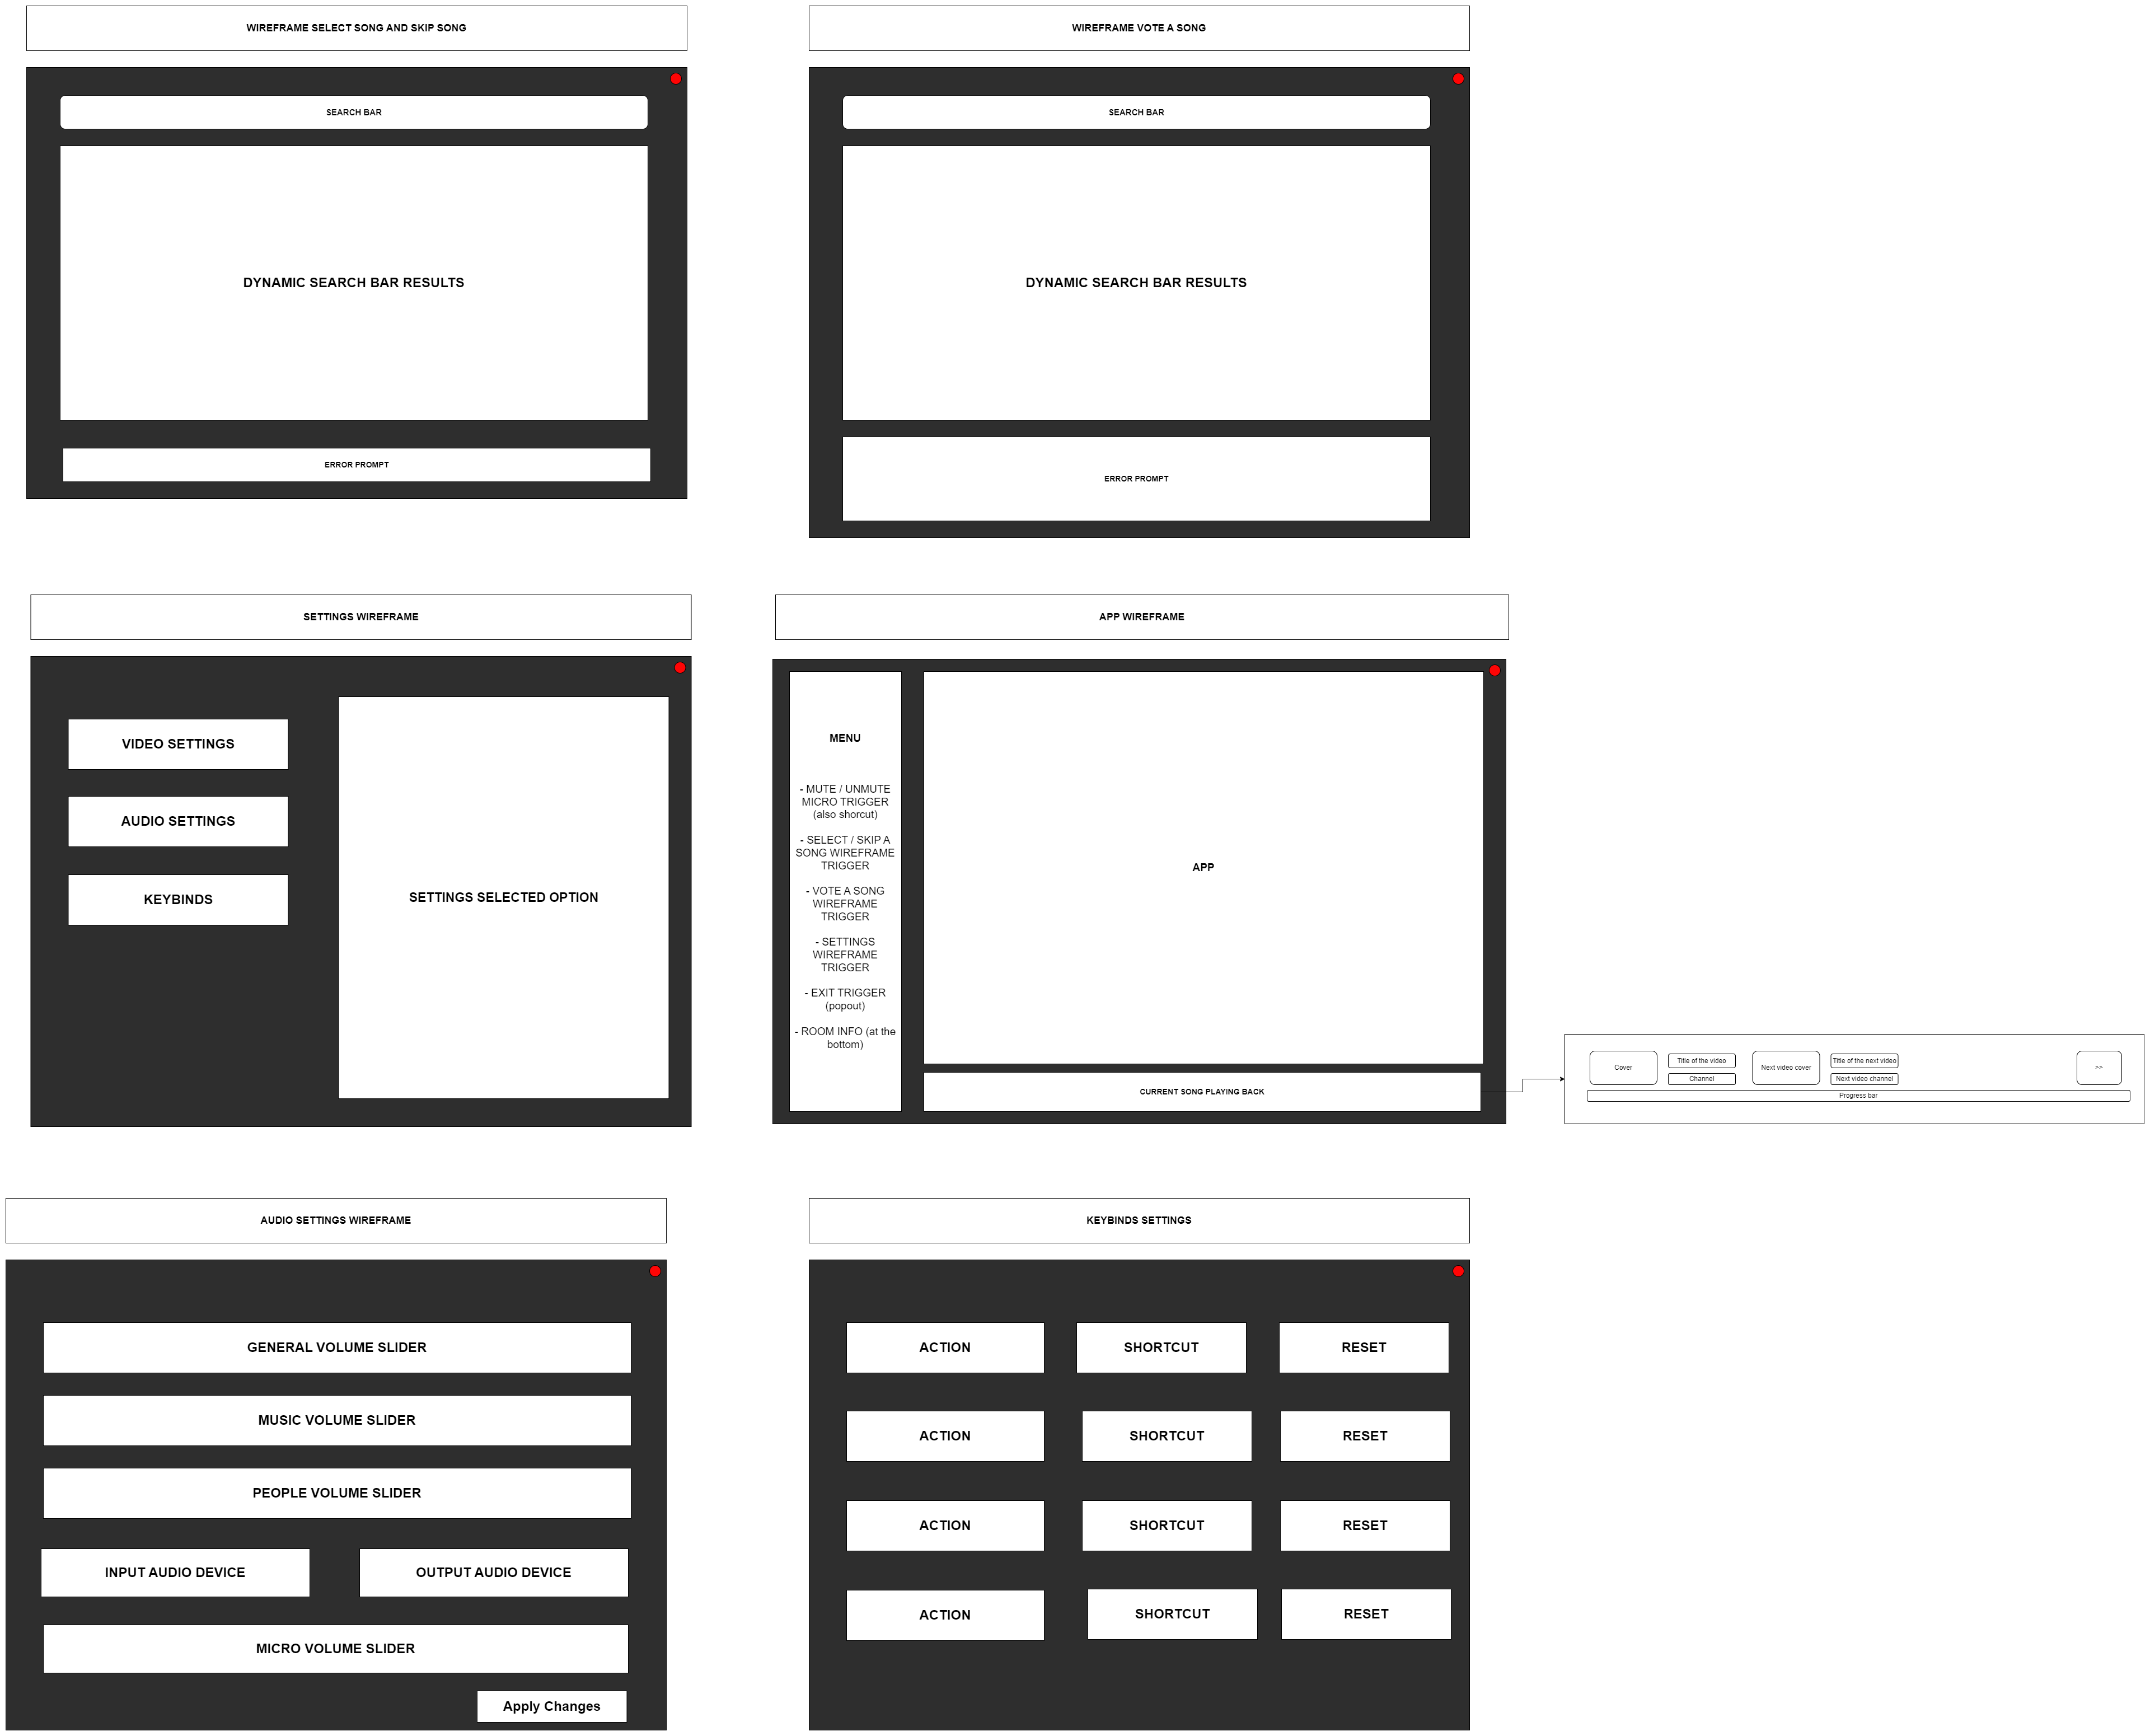 WIREFRAME SELECT SONG AND SKIP SONG
SEARCH BAR
DYNAMIC SEARCH BAR RESULTS
ERROR PROMPT
WIREFRAME VOTE A SONG
SEARCH BAR
DYNAMIC SEARCH BAR RESULTS
ERROR PROMPT
SETTINGS WIREFRAME
VIDEO SETTINGS
AUDIO SETTINGS
KEYBINDS
SETTINGS SELECTED OPTION
APP WIREFRAME
MENU
- MUTE / UNMUTE
MICRO TRIGGER
(also shorcut)
- SELECT / SKIP A
SONG WIREFRAME
TRIGGER
- VOTE A SONG
WIREFRAME
TRIGGER
- SETTINGS
WIREFRAME
TRIGGER
- EXIT TRIGGER
(popout)
- ROOM INFO (at the
bottom)
APP
CURRENT SONG PLAYING BACK
Cover
Title of the video
Channel
Next video cover
Title of the next video
Next video channel
>>
Progress bar
AUDIO SETTINGS WIREFRAME
GENERAL VOLUME SLIDER
MUSIC VOLUME SLIDER
PEOPLE VOLUME SLIDER
INPUT AUDIO DEVICE
OUTPUT AUDIO DEVICE
MICRO VOLUME SLIDER
Apply Changes
KEYBINDS SETTINGS
ACTION
SHORTCUT
RESET
ACTION
SHORTCUT
RESET
ACTION
SHORTCUT
RESET
ACTION
SHORTCUT
RESET